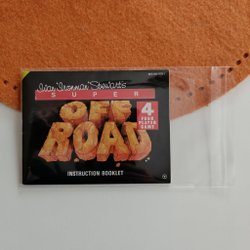 Ivan "Ironman" Stewart's
SUPER
OFF
ROAD
4
FOUR
PLAYER
GAME
INSTRUCTION BOOKLET